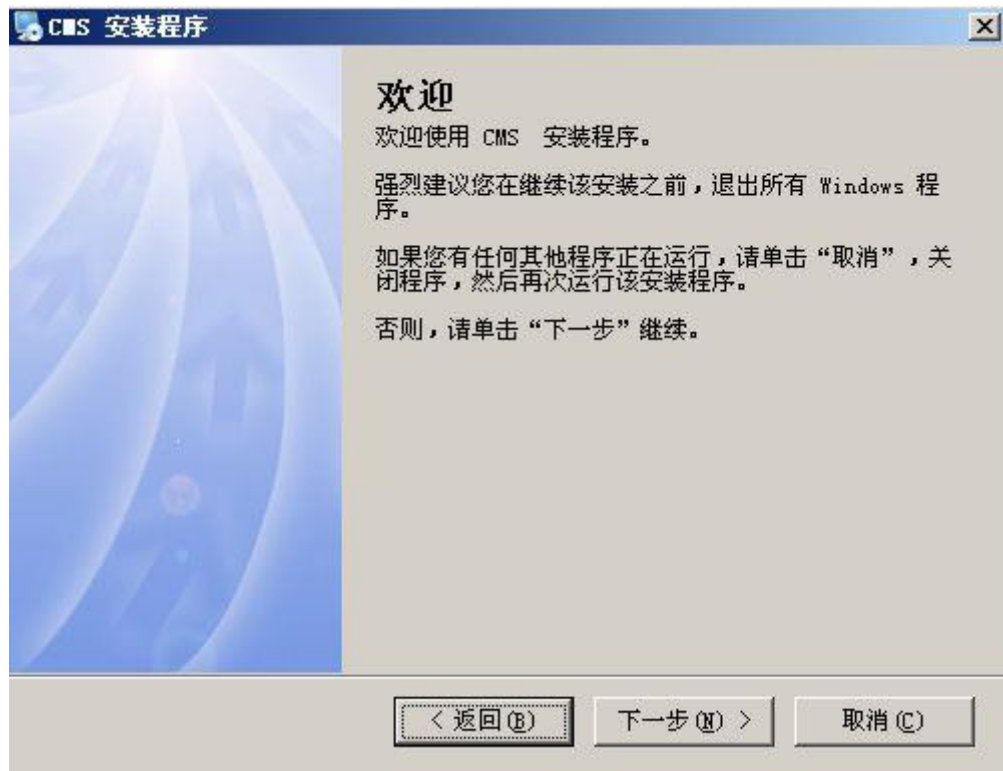 CMS 安装程序
欢迎
欢迎使用 CMS 安装程序。
强烈建议您在继续该安装之前，退出所有 Windows 程
序。
如果您有任何其他程序正在运行，请单击“取消”，关
闭程序，然后再次运行该安装程序。
否则，请单击“下一步”继续。
< 返回(B)
下一步(N) >
取消(C)